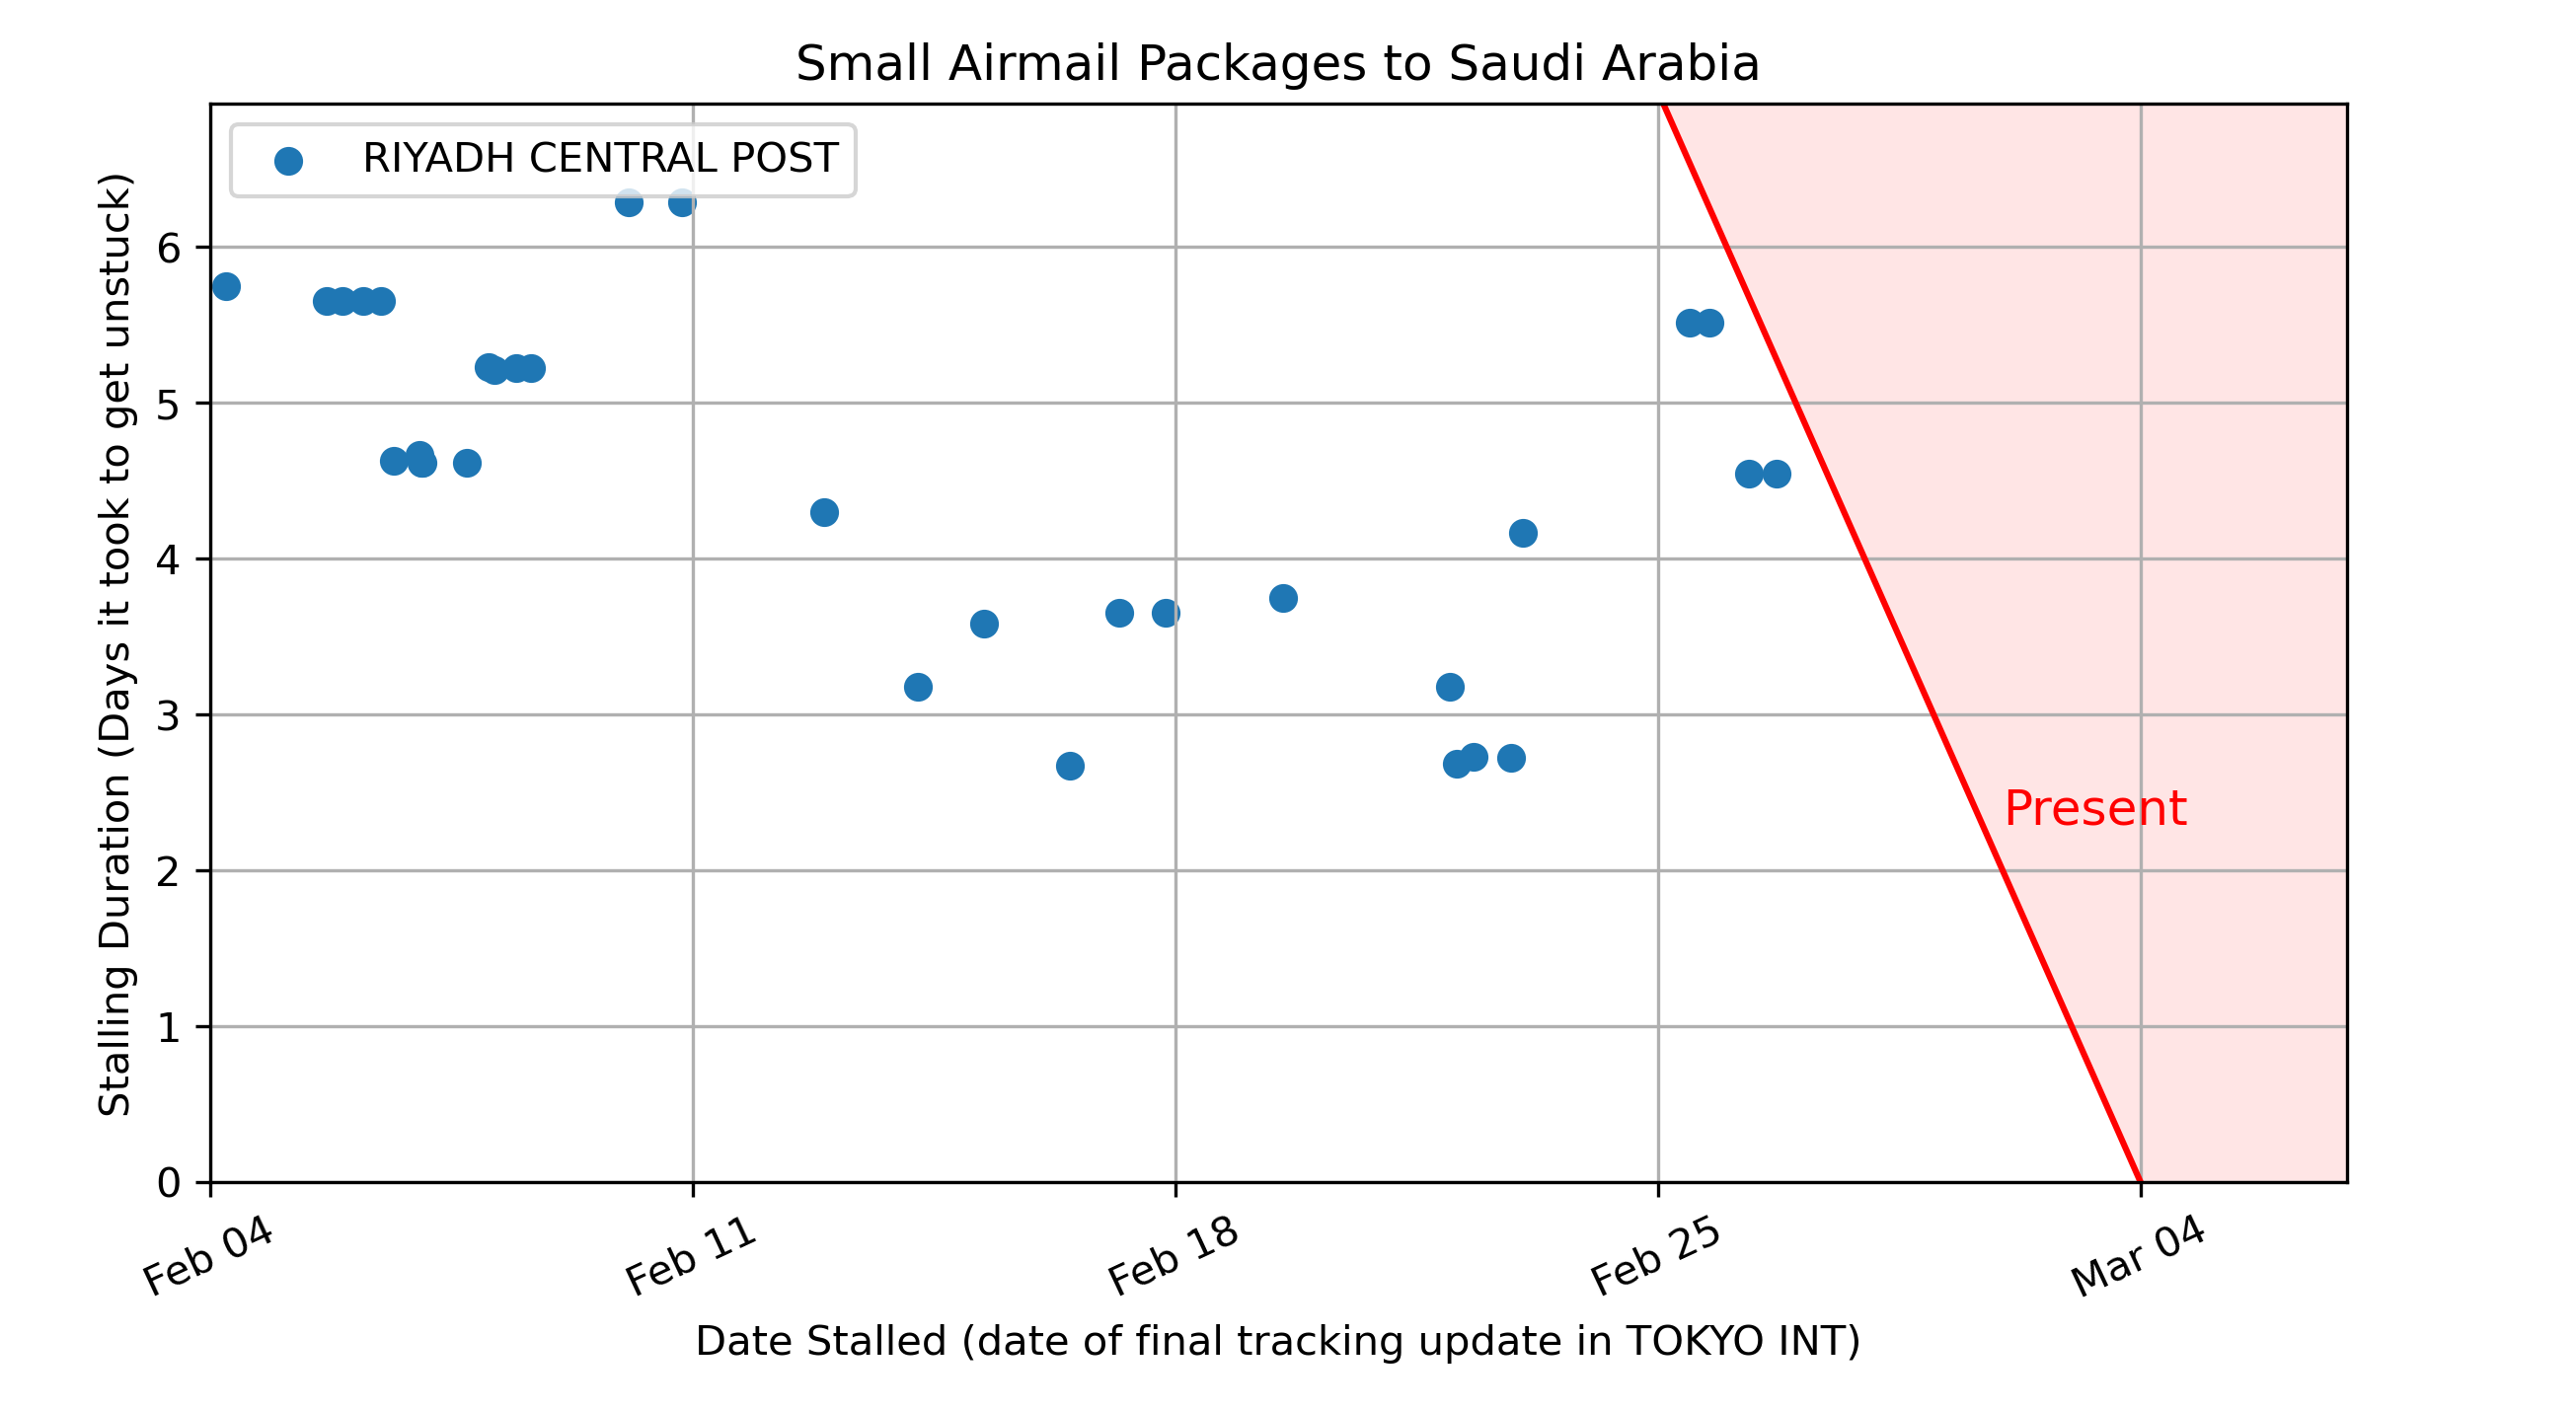 Small Airmail Packages to Saudi Arabia
RIYADH CENTRAL POST
Stalling Duration (Days it took to get unstuck)
6
5
4
3
2
1
0
Present
Feb 04
Feb 11
Feb 18
Feb 25
Mar 04
Date Stalled (date of final tracking update in TOKYO INT)